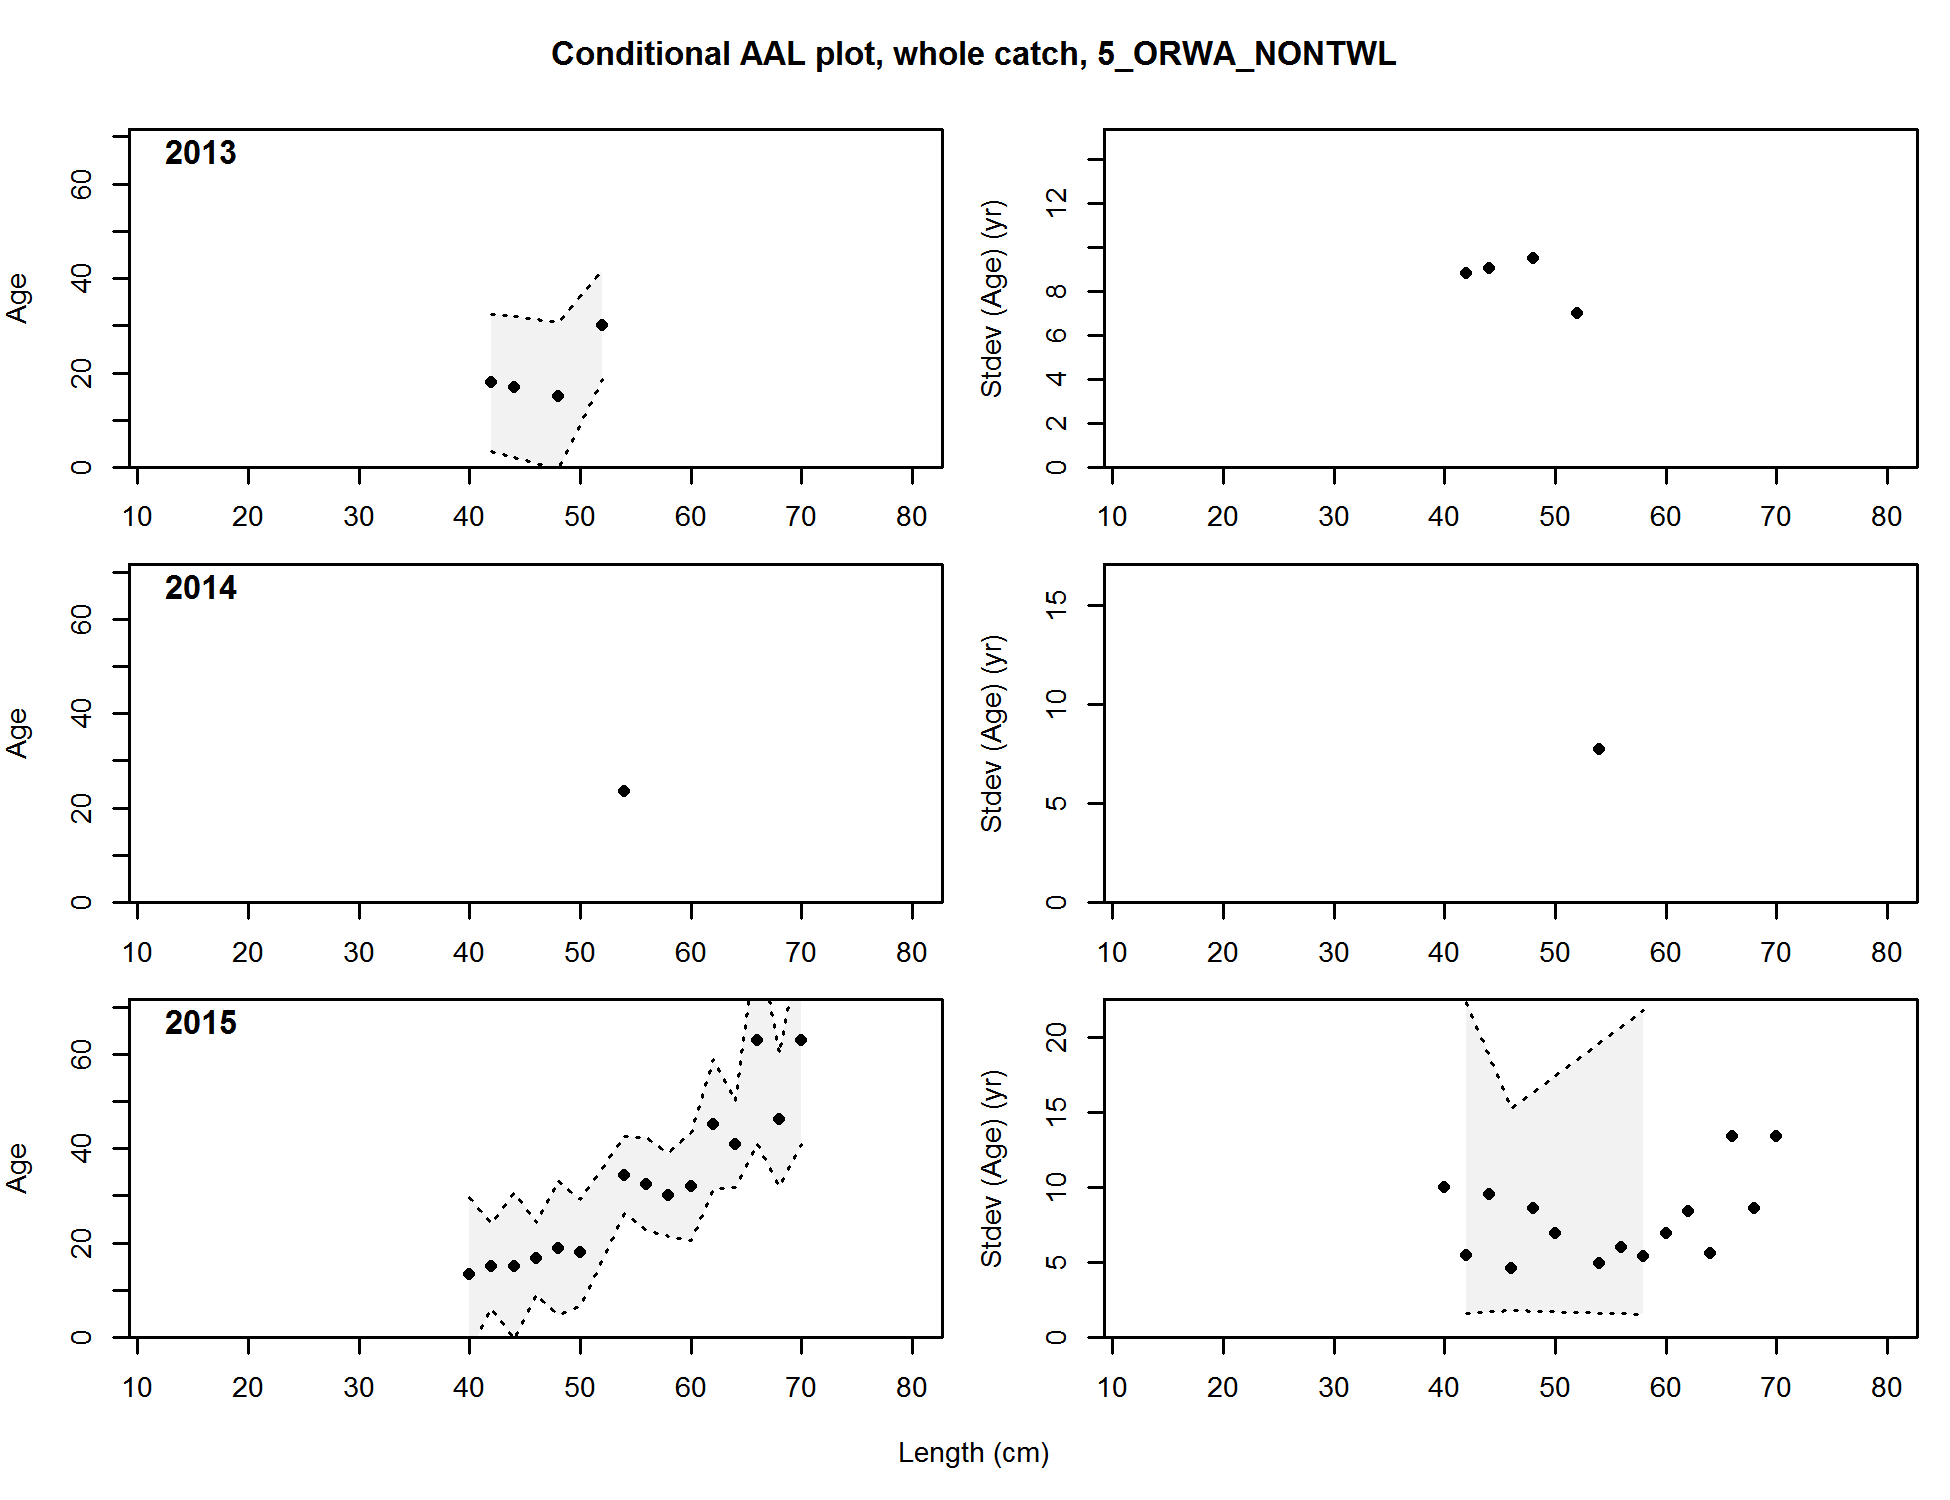 Conditional AAL plot, whole catch, 5_ORWA_NONTWL
2013
Age
0 20 40 60
10 20 30 40 50 60 70 80
Stdev (Age) (yr)
0 2 4 6 8 12
10 20 30 40 50 60 70 80
2014
Age
0 20 40 60
10 20 30 40 50 60 70 80
Stdev (Age) (yr)
0 5 10 15
10 20 30 40 50 60 70 80
2015
Age
0 20 40 60
10 20 30 40 50 60 70 80
Stdev (Age) (yr)
0 5 10 15 20
10 20 30 40 50 60 70 80
Length (cm)